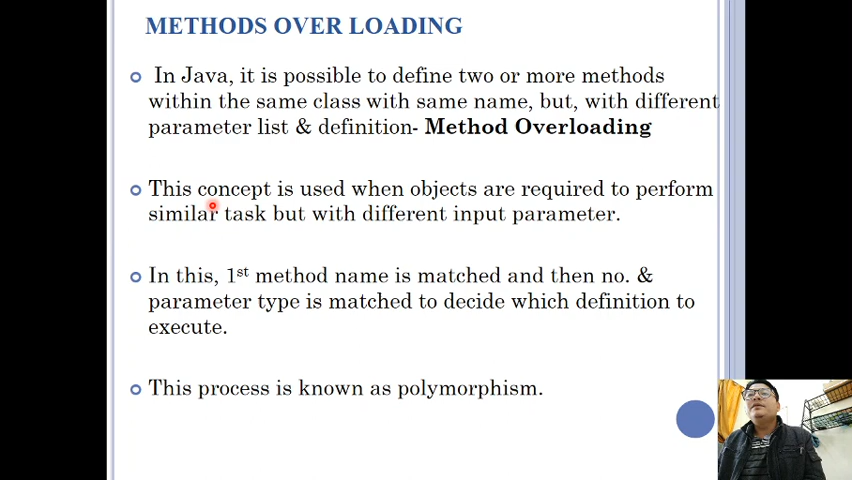 METHODS OVER LOADING
In Java, it is possible to define two or more methods
within the same class with same name, but, with different
parameter list & definition- Method Overloading
This concept is used when objects are required to perform
similar task but with different input parameter.
In this, 1st method name is matched and then no. &
parameter type is matched to decide which definition to
execute.
This process is known as polymorphism.